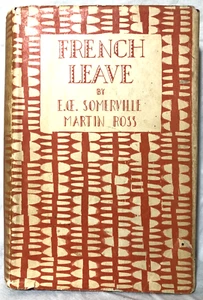 FRENCH
LEAVE
BY
E.Œ. SOMERVILLE
MARTIN ROSS